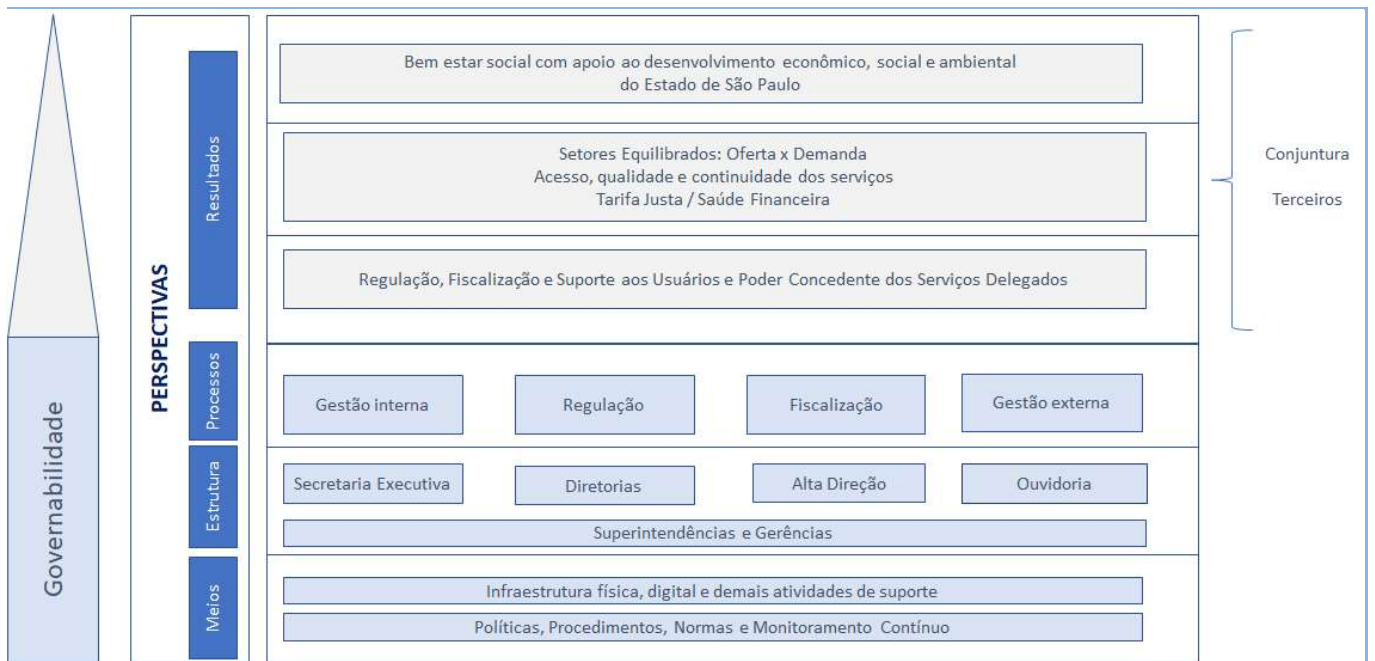 Governabilidade
PERSPECTIVAS
Resultados
Bem estar social com apoio ao desenvolvimento econômico, social e ambiental
do Estado de São Paulo
Setores Equilibrados: Oferta x Demanda
Acesso, qualidade e continuidade dos serviços
Tarifa Justa / Saúde Financeira
Regulação, Fiscalização e Suporte aos Usuários e Poder Concedente dos Serviços Delegados
Conjuntura
Terceiros
Processos
Gestão interna
Regulação
Fiscalização
Gestão externa
Estrutura
Secretaria Executiva
Diretorias
Alta Direção
Ouvidoria
Superintendências e Gerências
Meios
Infraestrutura física, digital e demais atividades de suporte
Políticas, Procedimentos, Normas e Monitoramento Contínuo